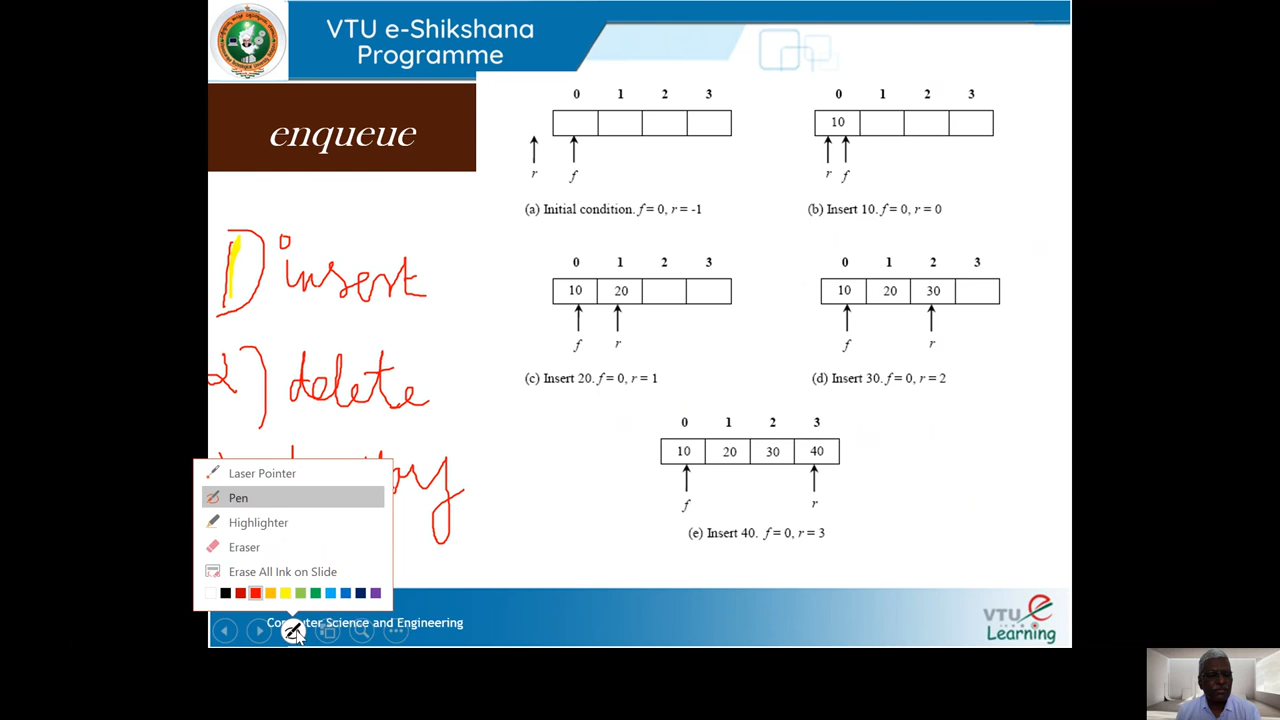 VTU e-Shikshana
Programme
enqueue
0 1 2 3
r f
(a) Initial condition. f = 0, r = -1
0 1 2 3
10
r f
(b) Insert 10. f = 0, r = 0
1) insert
0 1 2 3
10 20
f r
(c) Insert 20. f = 0, r = 1
0 1 2 3
10 20 30
f r
(d) Insert 30. f = 0, r = 2
2) delete
0 1 2 3
10 20 30 40
f r
(e) Insert 40. f = 0, r = 3
Laser Pointer
Pen
Highlighter
Eraser
Erase All Ink on Slide
Computer Science and Engineering
VTU e
Learning